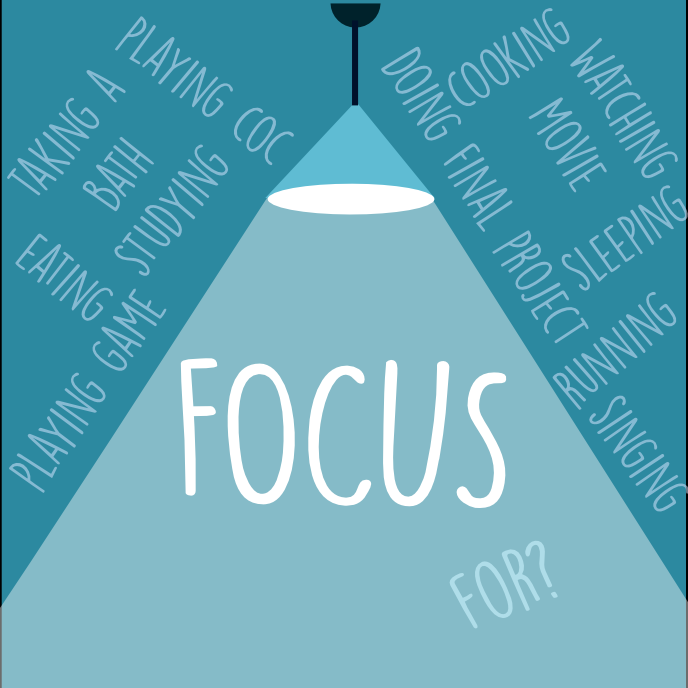 PLAYING COC
TAKING A
BATH
STUDYING
EATING
PLAYING GAME
DOING FINAL PROJECT
COOKING
WATCHING
MOVIE
SLEEPING
RUNNING
SINGING
FOCUS
FOR?